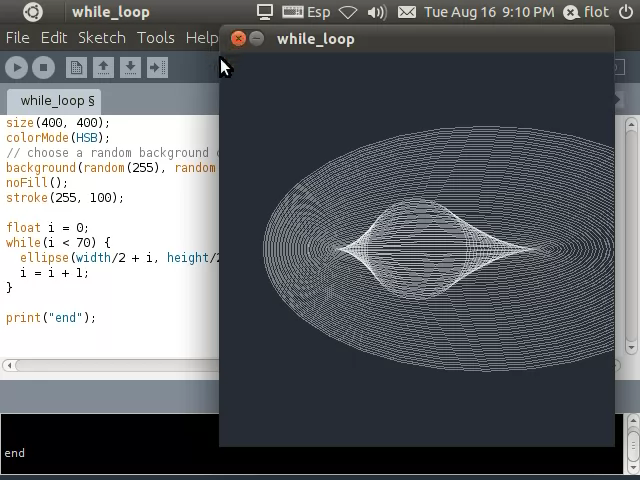 while_loop
Esp
Tue Aug 16 9:10 PM
flot
File Edit Sketch Tools Help
while_loop
while_loop §
size(400, 400);
colorMode(HSB);
// choose a random background
background(random(255), random
noFill();
stroke(255, 100);
float i = 0;
while(i < 70) {
ellipse(width/2 + i, height/2
i = i + 1;
}
print("end");
end